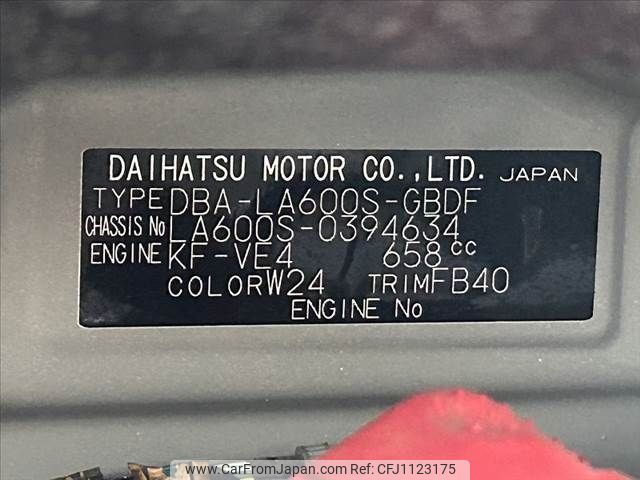 DAIHATSU MOTOR CO.,LTD. JAPAN
TYPE DBA-LA600S-GBDF
CHASSIS No LA600S-0394634
ENGINE KF-VE4 658cc
COLOR W24 TRIM FB40
ENGINE No
www.CarFromJapan.com - CFJ1123175